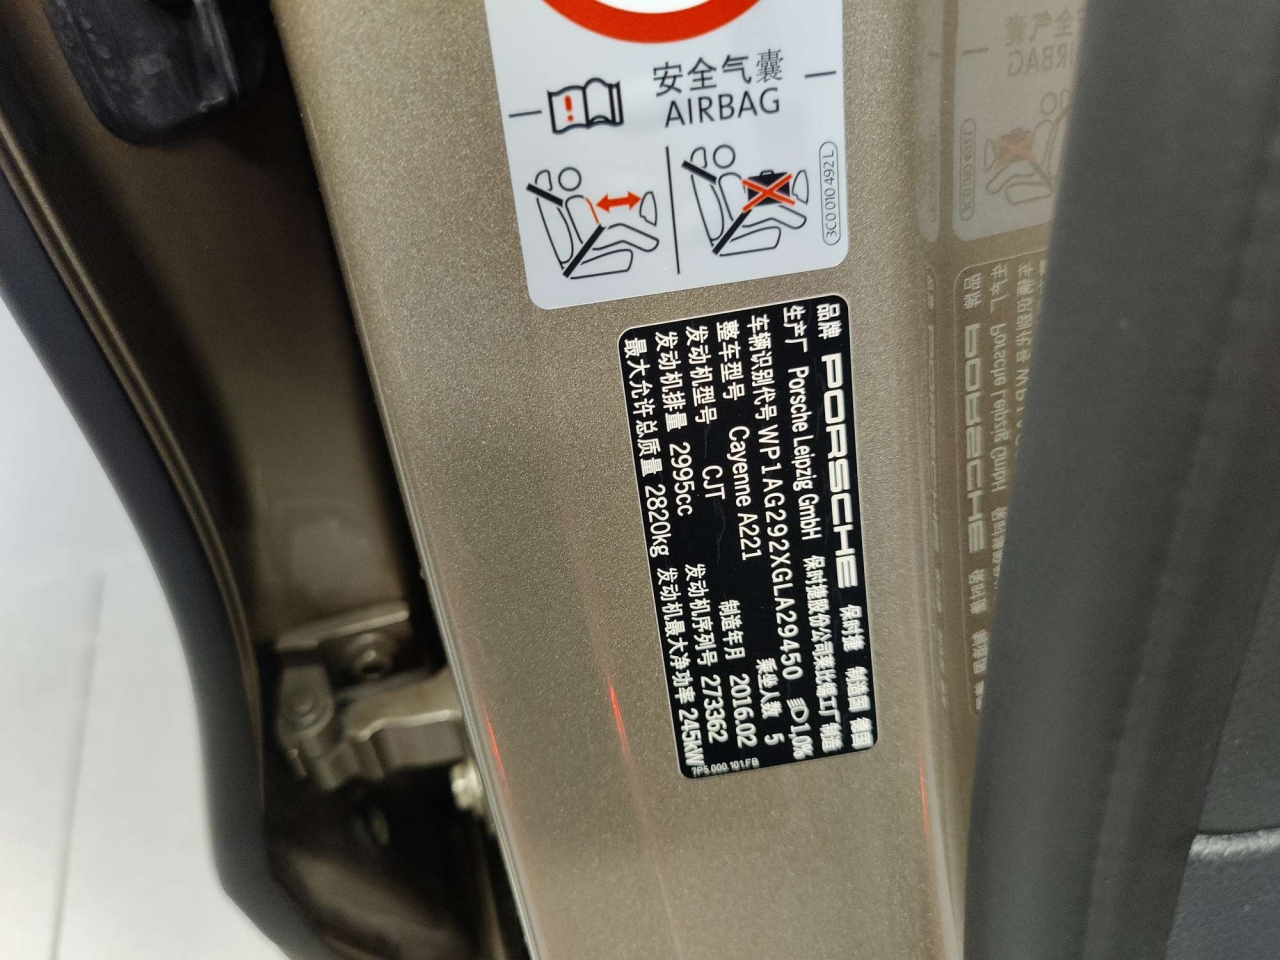 安全气囊
AIRBAG
3C0 010 492 L
品牌 PORSCHE 保时捷 制造国 德国
生产厂 Porsche Leipzig GmbH 保时捷股份公司莱比锡工厂制造
车辆识别代号 WP1AG292XGLA29450 1,0%
整车型号 Cayenne A221 乘坐人数 5
发动机型号 CJT 制造年月 2016.02
发动机排量 2995cc 发动机序列号 273362
最大允许总质量 2820kg 发动机最大净功率 245kW
7P5.000.101.FB